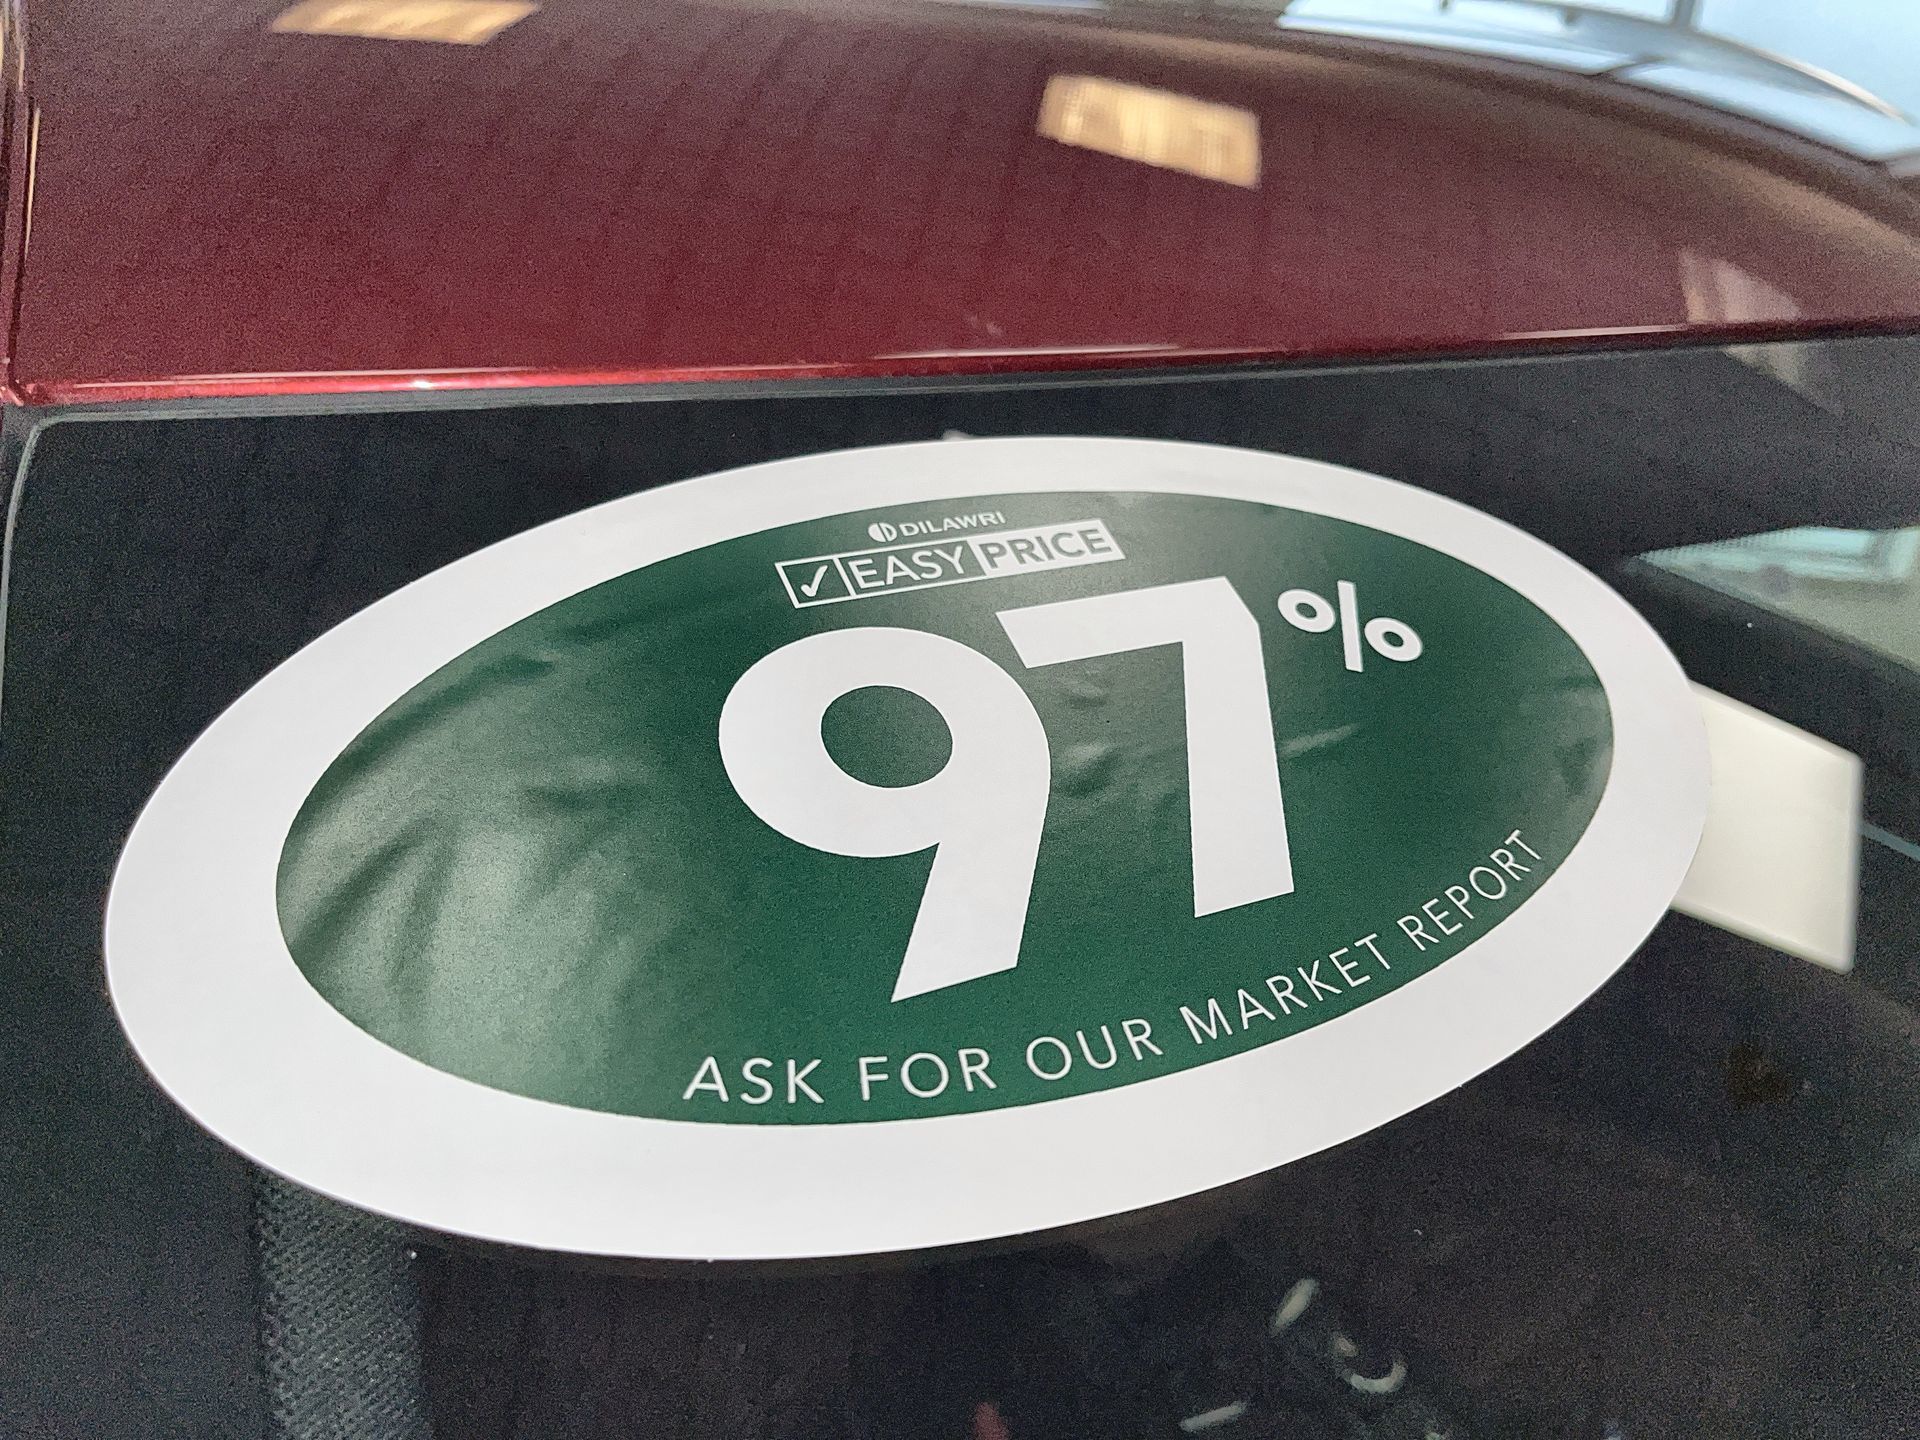 DILAWRI
EASY PRICE
97%
ASK FOR OUR MARKET REPORT